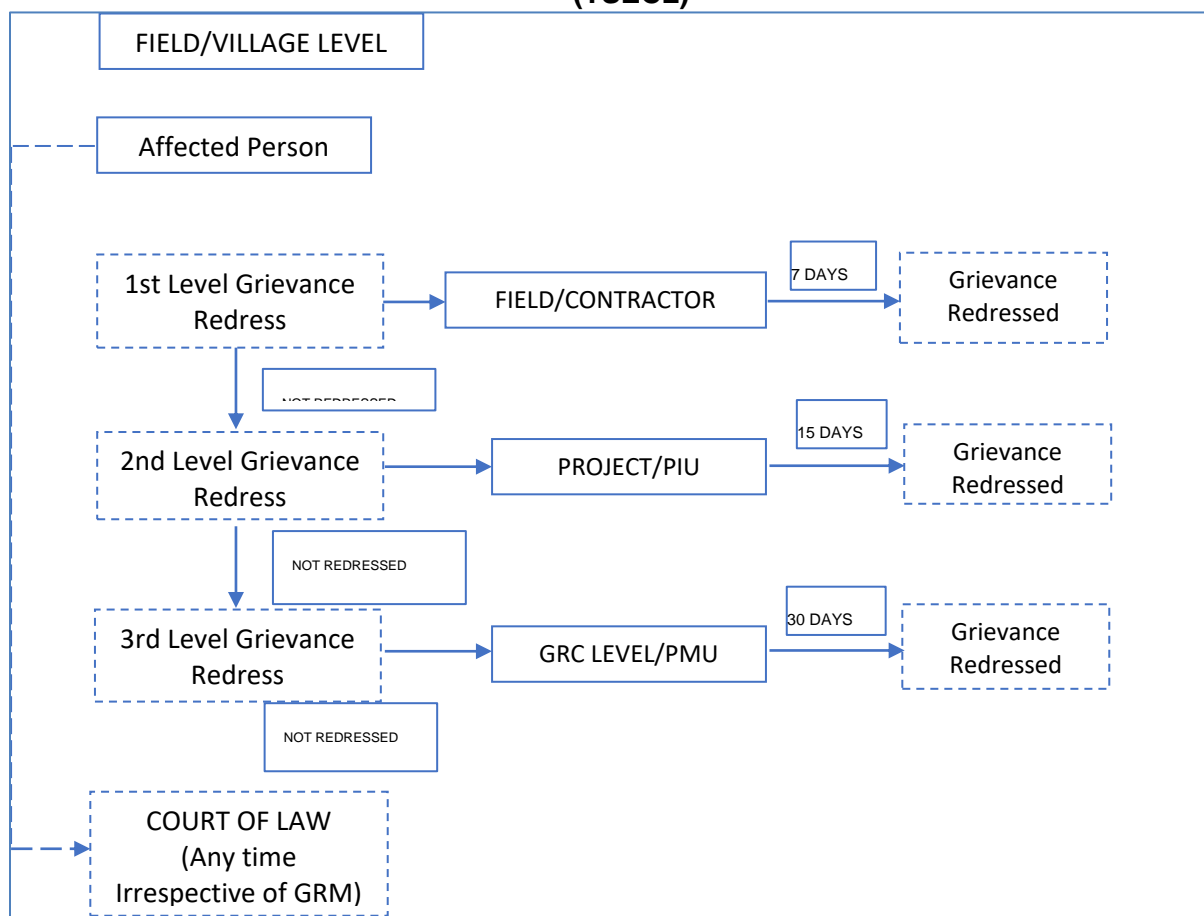 FIELD/VILLAGE LEVEL
Affected Person
1st Level Grievance
Redress
FIELD/CONTRACTOR
7 DAYS
Grievance
Redressed
NOT REDRESSED
2nd Level Grievance
Redress
PROJECT/PIU
15 DAYS
Grievance
Redressed
NOT REDRESSED
3rd Level Grievance
Redress
GRC LEVEL/PMU
30 DAYS
Grievance
Redressed
NOT REDRESSED
COURT OF LAW
(Any time
Irrespective of GRM)